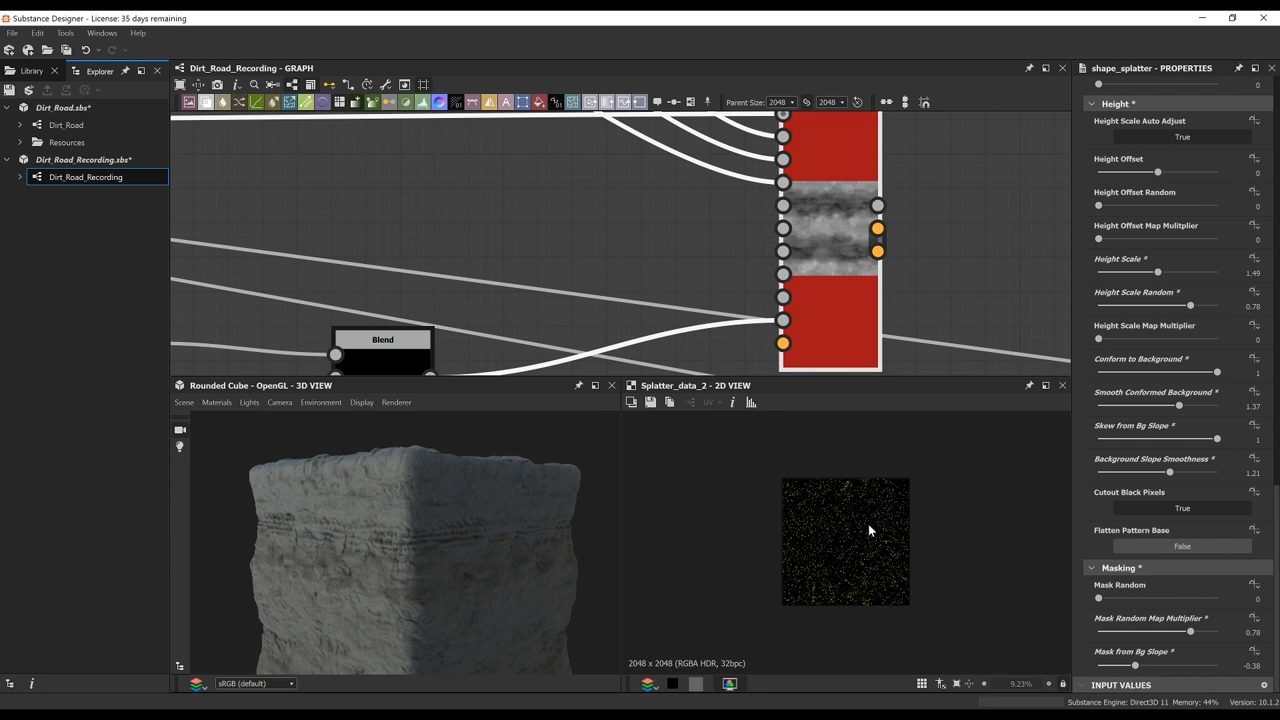 Substance Designer - License: 35 days remaining
File Edit Tools Windows Help
Library Explorer
Dirt_Road.sbs*
Dirt_Road
Resources
Dirt_Road_Recording.sbs*
Dirt_Road_Recording
Dirt_Road_Recording - GRAPH
Parent Size: 2048 2048
Blend
Rounded Cube - OpenGL - 3D VIEW
Scene Materials Lights Camera Environment Display Renderer
sRGB (default)
Splatter_data_2 - 2D VIEW
UV
2048 x 2048 (RGBA HDR, 32bpc)
9.23%
shape_splatter - PROPERTIES
0
Height *
Height Scale Auto Adjust
True
Height Offset
0
Height Offset Random
0
Height Offset Map Mulitplier
0
Height Scale *
1.49
Height Scale Random *
0.78
Height Scale Map Multiplier
0
Conform to Background *
1
Smooth Conformed Background *
1.37
Skew from Bg Slope *
1
Background Slope Smoothness *
1.21
Cutout Black Pixels
True
Flatten Pattern Base
False
Masking *
Mask Random
0
Mask Random Map Multiplier *
0.78
Mask from Bg Slope *
-0.38
INPUT VALUES
Substance Engine: Direct3D 11 Memory: 44% Version: 10.1.2